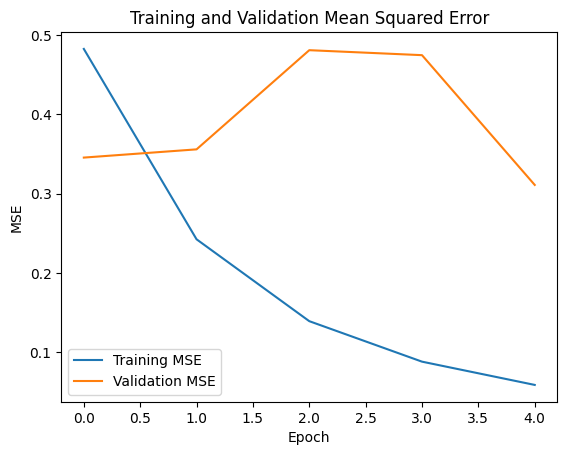 Training and Validation Mean Squared Error
0.5
0.4
0.3
0.2
0.1
MSE
Training MSE
Validation MSE
0.0 0.5 1.0 1.5 2.0 2.5 3.0 3.5 4.0
Epoch